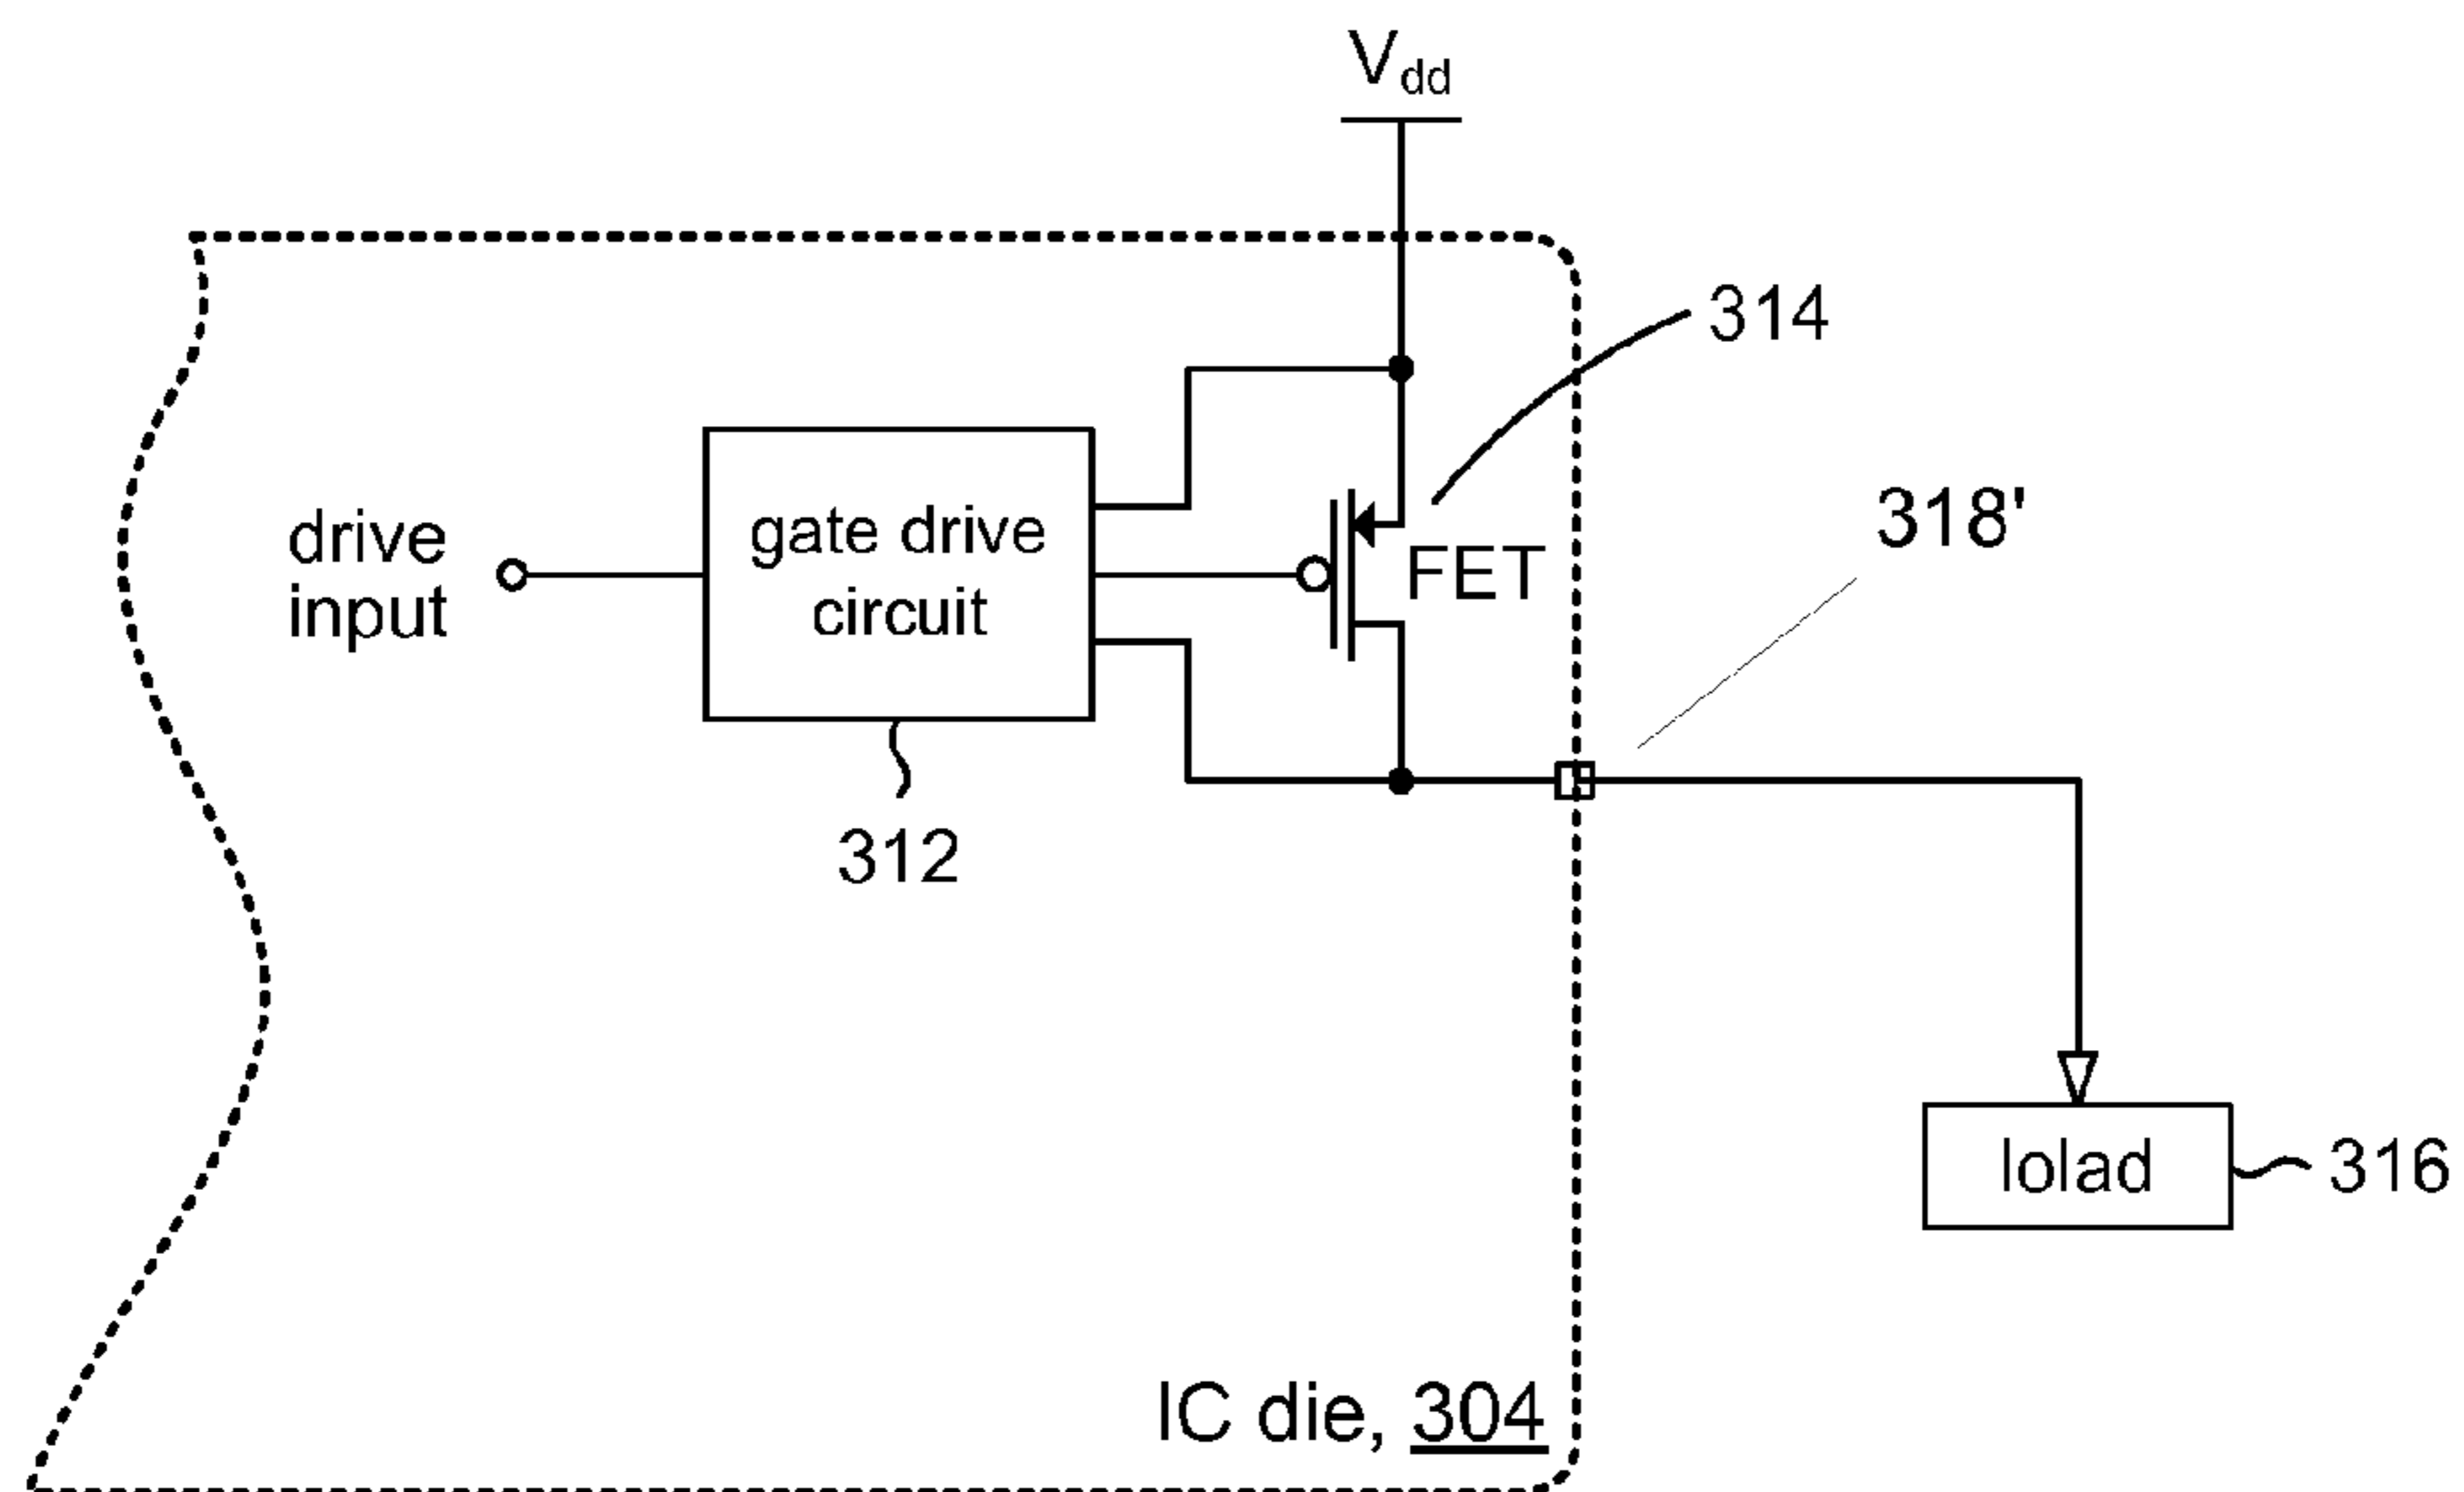 Vdd
314
318'
drive
input
gate drive
circuit
FET
312
lolad
316
IC die, 304